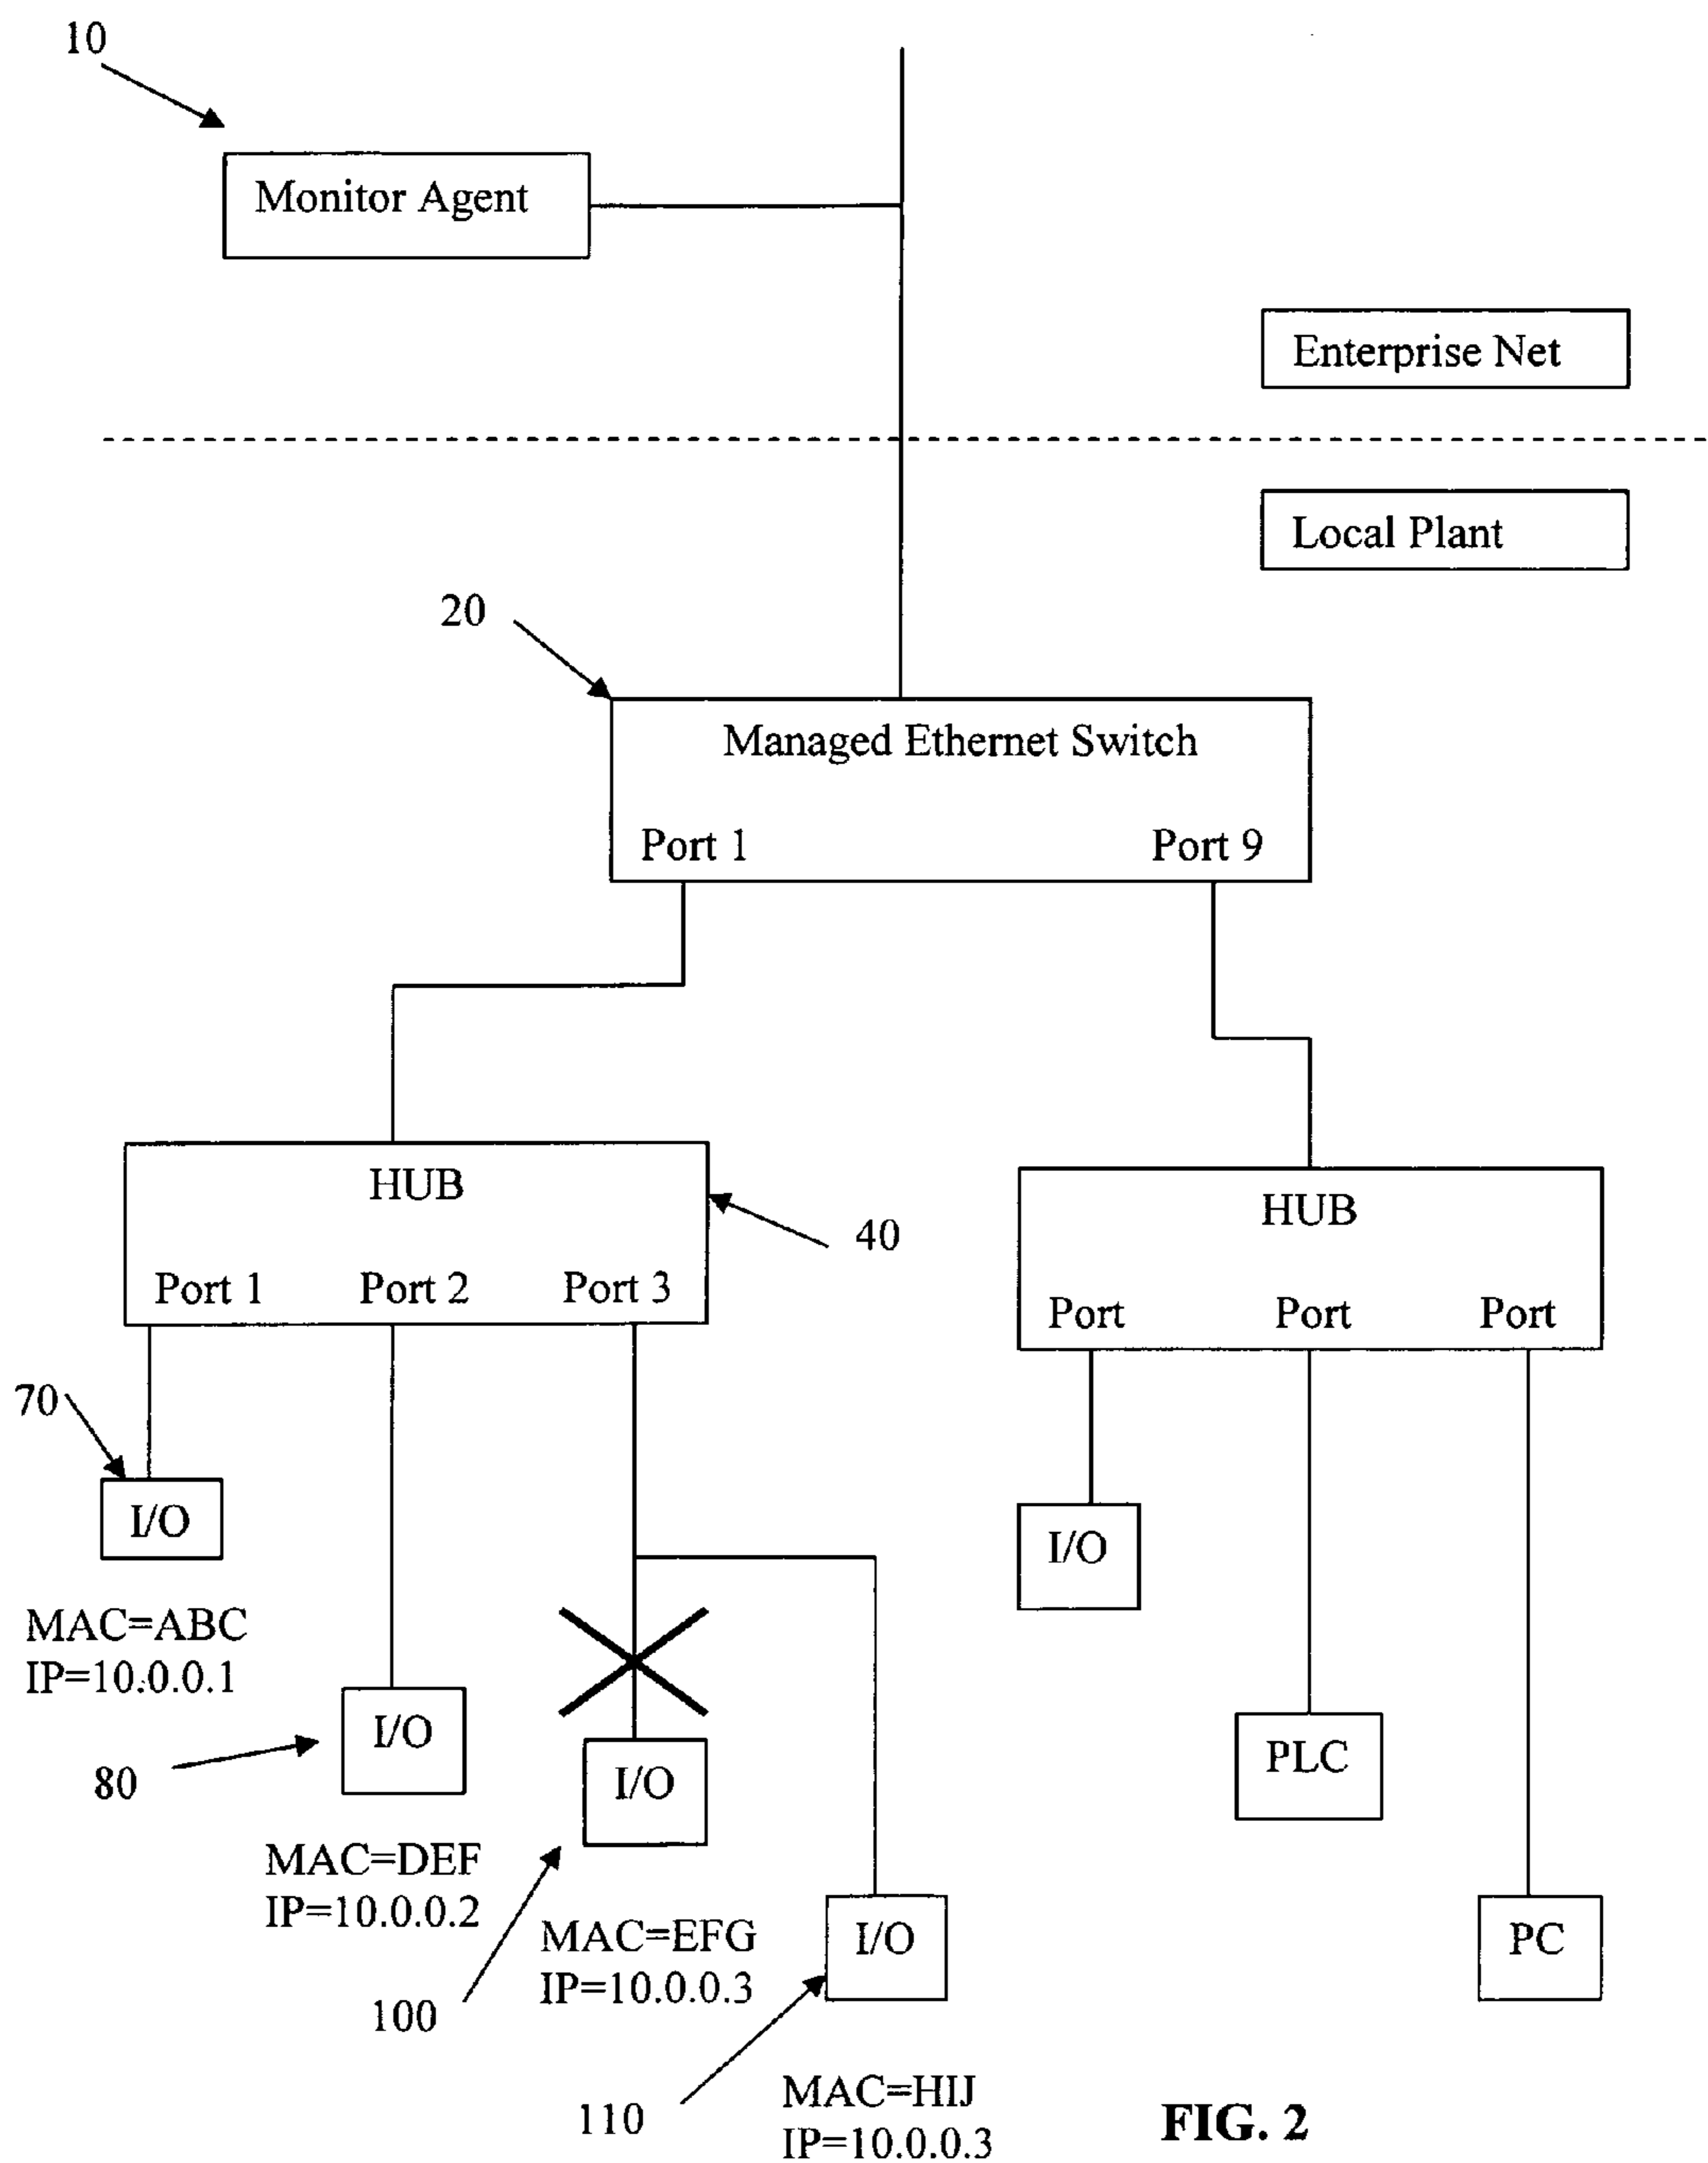 10
Monitor Agent
Enterprise Net
Local Plant
20
Managed Ethernet Switch
Port 1 Port 9
HUB
40
Port 1 Port 2 Port 3
HUB
Port Port Port
70
I/O
MAC=ABC
IP=10.0.0.1
I/O
80
MAC=DEF
IP=10.0.0.2
I/O
100
MAC=EFG
IP=10.0.0.3
I/O
110
MAC=HIJ
IP=10.0.0.3
I/O
PLC
PC
FIG. 2